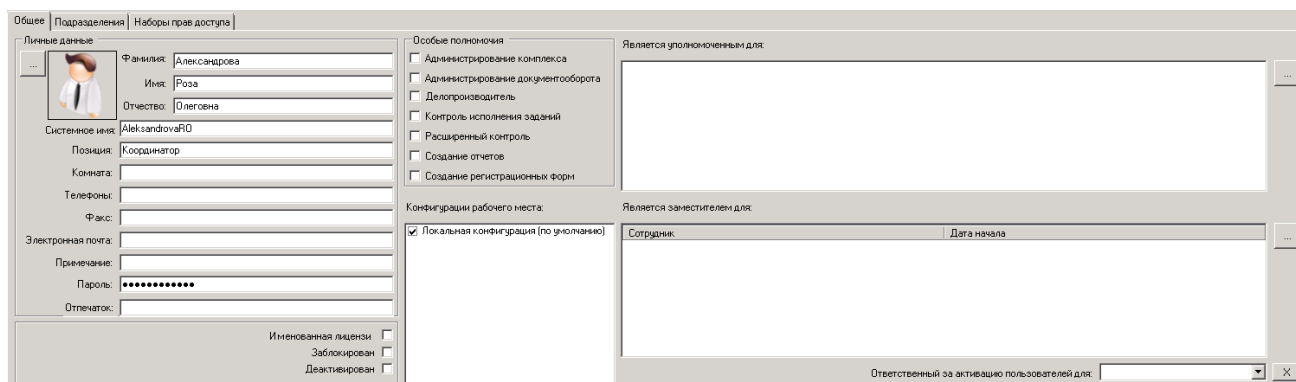 Общее
Подразделения
Наборы прав доступа
Личные данные
...
Фамилия: Александрова
Имя: Роза
Отчество: Олеговна
Системное имя: AleksandrovaRO
Позиция: Координатор
Комната:
Телефоны:
Факс:
Электронная почта:
Примечание:
Пароль: ●●●●●●●●●●●●
Отпечаток:
Именованная лицензи
Заблокирован
Деактивирован
Особые полномочия
Администрирование комплекса
Администрирование документооборота
Делопроизводитель
Контроль исполнения заданий
Расширенный контроль
Создание отчетов
Создание регистрационных форм
Конфигурации рабочего места:
Локальная конфигурация (по умолчанию)
Является уполномоченным для:
...
Является заместителем для:
Сотрудник Дата начала
...
Ответственный за активацию пользователей для: X